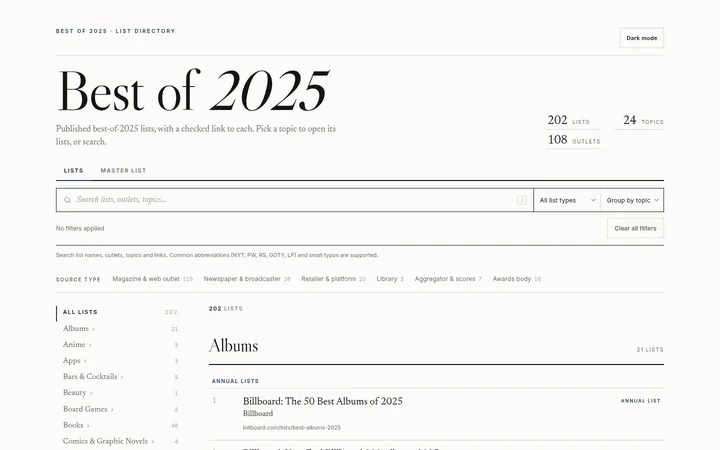 BEST OF 2025 · LIST DIRECTORY
Dark mode
Best of 2025
Published best-of-2025 lists, with a checked link to each. Pick a topic to open its
lists, or search.
202 LISTS
24 TOPICS
108 OUTLETS
LISTS MASTER LIST
Search lists, outlets, topics... /
All list types
Group by topic
No filters applied
Clear all filters
Search list names, outlets, topics and links. Common abbreviations (NYT, PW, RS, GOTY, LP) and small typos are supported.
SOURCE TYPE Magazine & web outlet 116 Newspaper & broadcaster 36 Retailer & platform 20 Library 5 Aggregator & scores 7 Awards body 18
ALL LISTS 202
Albums › 21
Anime › 3
Apps › 3
Bars & Cocktails › 5
Beauty › 1
Board Games › 2
Books › 48
Comics & Graphic Novels › 4
202 LISTS
Albums
21 LISTS
ANNUAL LISTS
1 Billboard: The 50 Best Albums of 2025
ANNUAL LIST
Billboard
billboard.com/lists/best-albums-2025